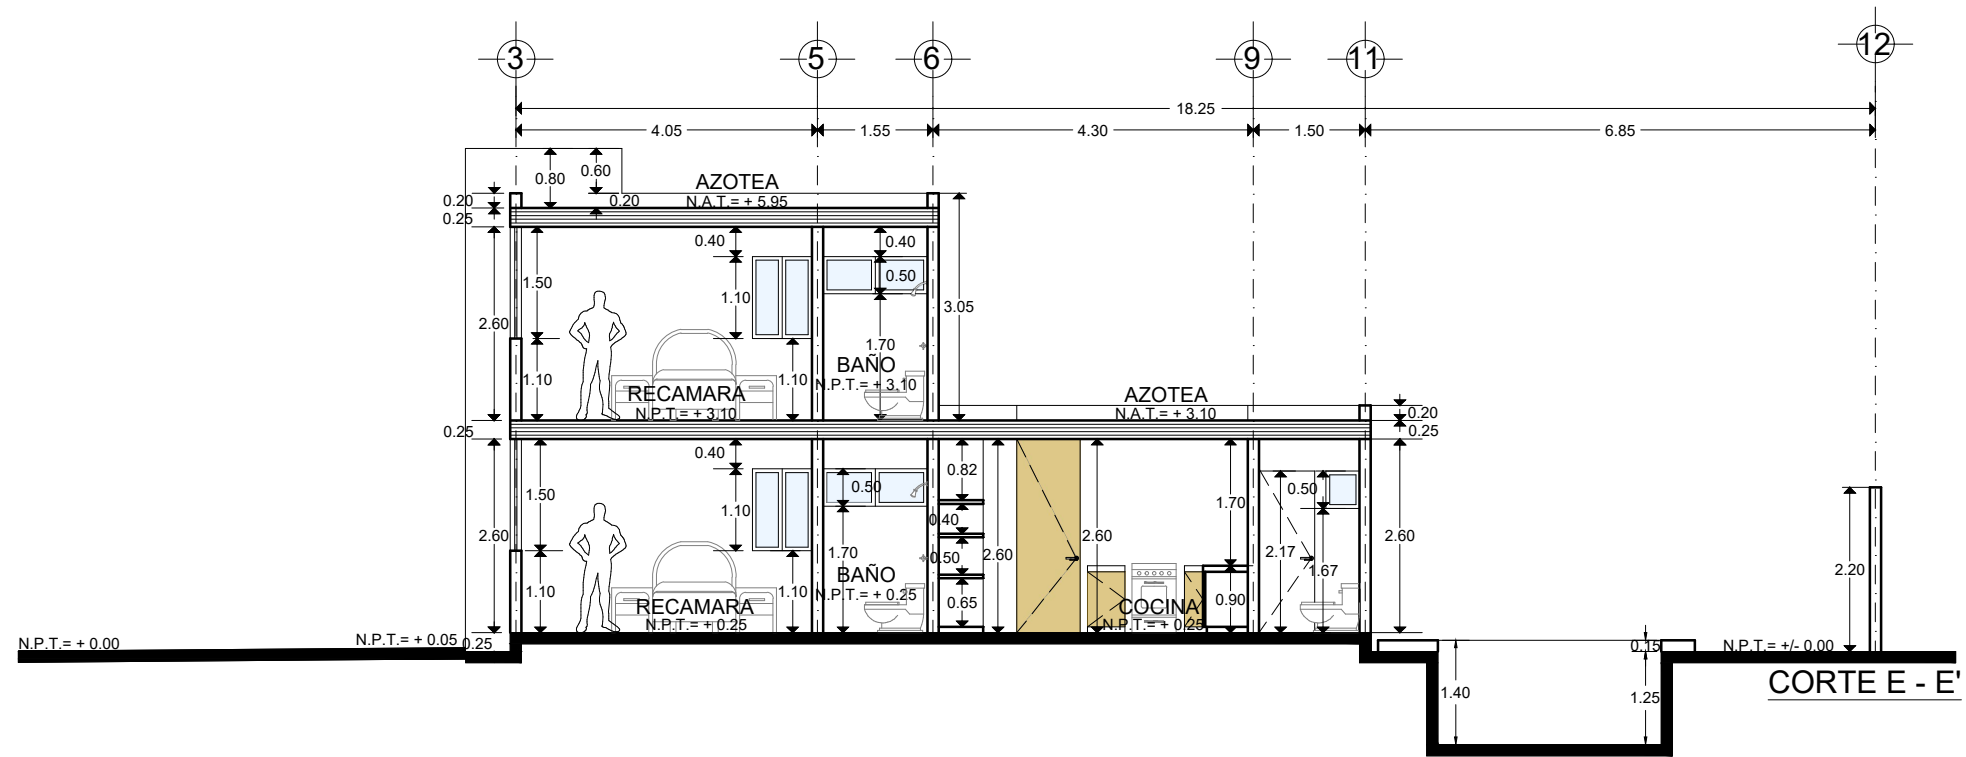 3 5 6 9 11 12
18.25
4.05 1.55 4.30 1.50 6.85
0.80 0.60
AZOTEA
0.20 0.20 N.A.T.= + 5.95
0.25
0.40 0.40
0.50
1.50 1.10
3.05
2.60
1.70
BAÑO
1.10 1.10 N.P.T.= + 3.10
RECAMARA AZOTEA
N.P.T.= + 3.10 N.A.T.= + 3.10 0.20
0.25 0.25
0.40 0.82
1.50 0.50 1.70 0.50
1.10 0.40
2.60 2.60 2.60
1.70 0.50 2.60 2.17
1.67 2.20
BAÑO
1.10 1.10 N.P.T.= + 0.25
0.65 0.90
RECAMARA COCINA
N.P.T.= + 0.25 N.P.T.= + 0.25
N.P.T.= + 0.00 N.P.T.= + 0.05 0.25 0.15 N.P.T.= +/- 0.00
1.40 1.25
CORTE E - E'